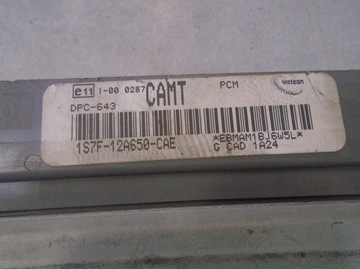 e11 I-00 0287 CAMT PCM Visteon
DPC-643
1S7F-12A650-CAE *EBMAM1BJ6W5L*
G CAD 1A24